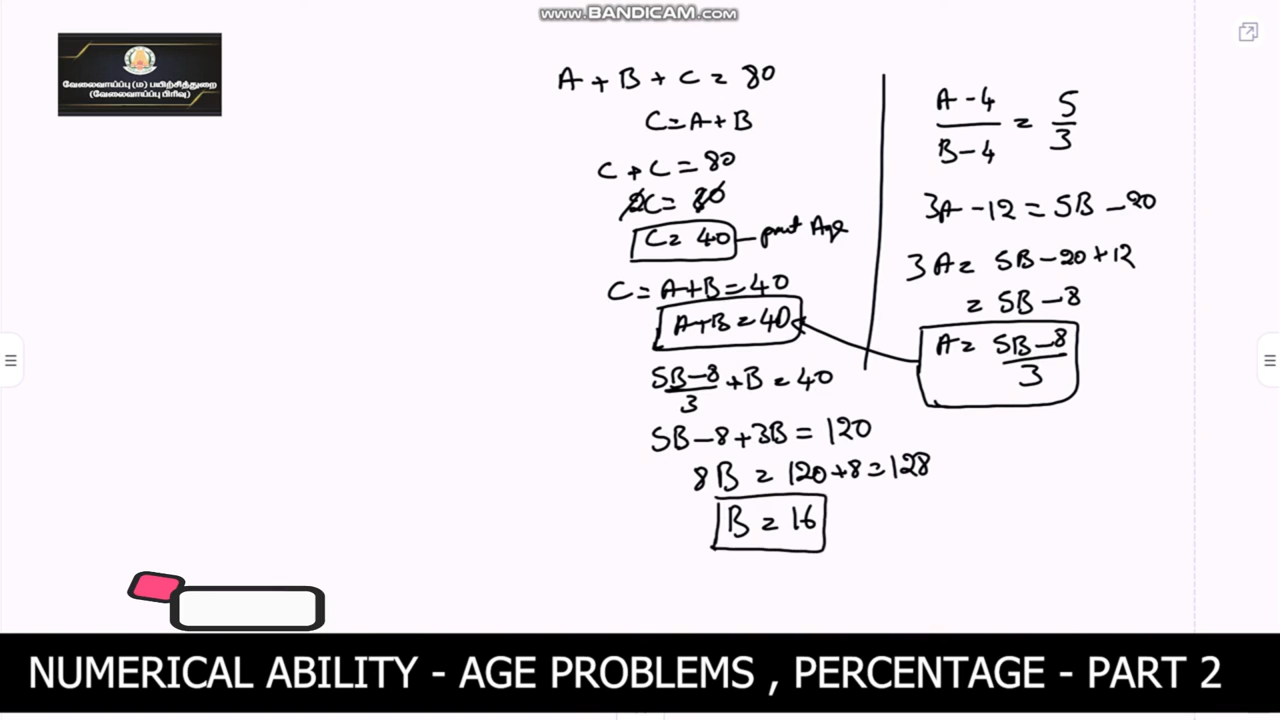 www.BANDICAM.com
வேலைவாய்ப்பு (ம) பயிற்சித்துறை
(வேலைவாய்ப்பு பிரிவு)
A + B + C = 80
C = A + B
C + C = 80
2C = 80
C = 40
Age
C = A+B = 40
A+B = 40
5B-8/3 + B = 40
5B-8+3B = 120
8B = 120+8 = 128
B = 16
A-4/B-4 = 5/3
3A-12 = 5B-20
3A = 5B-20+12
= 5B-8
A = 5B-8/3
NUMERICAL ABILITY - AGE PROBLEMS , PERCENTAGE - PART 2